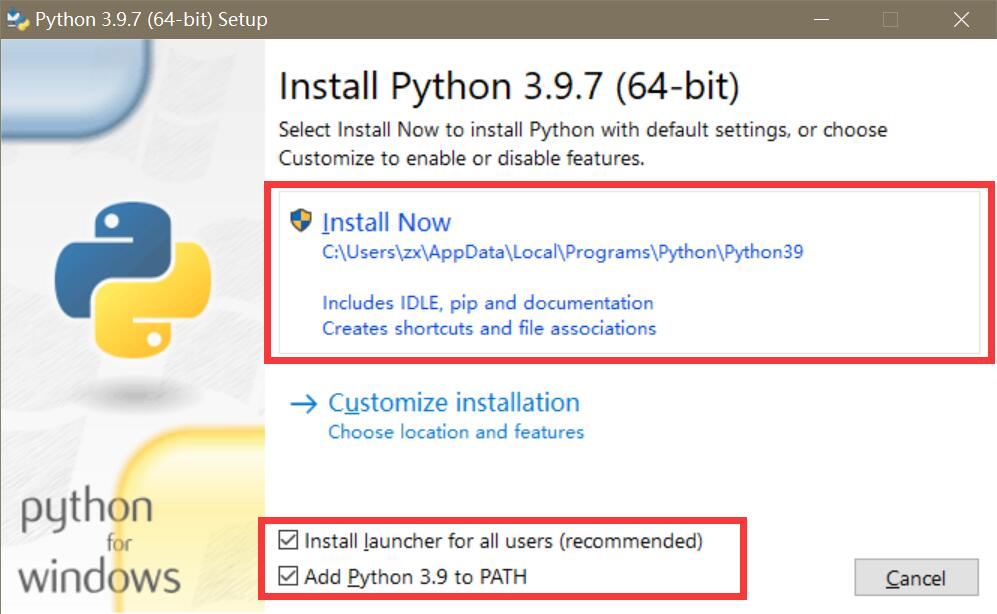 Python 3.9.7 (64-bit) Setup
Install Python 3.9.7 (64-bit)
Select Install Now to install Python with default settings, or choose
Customize to enable or disable features.
Install Now
C:\Users\zx\AppData\Local\Programs\Python\Python39
Includes IDLE, pip and documentation
Creates shortcuts and file associations
Customize installation
Choose location and features
python
for
windows
Install launcher for all users (recommended)
Add Python 3.9 to PATH
Cancel